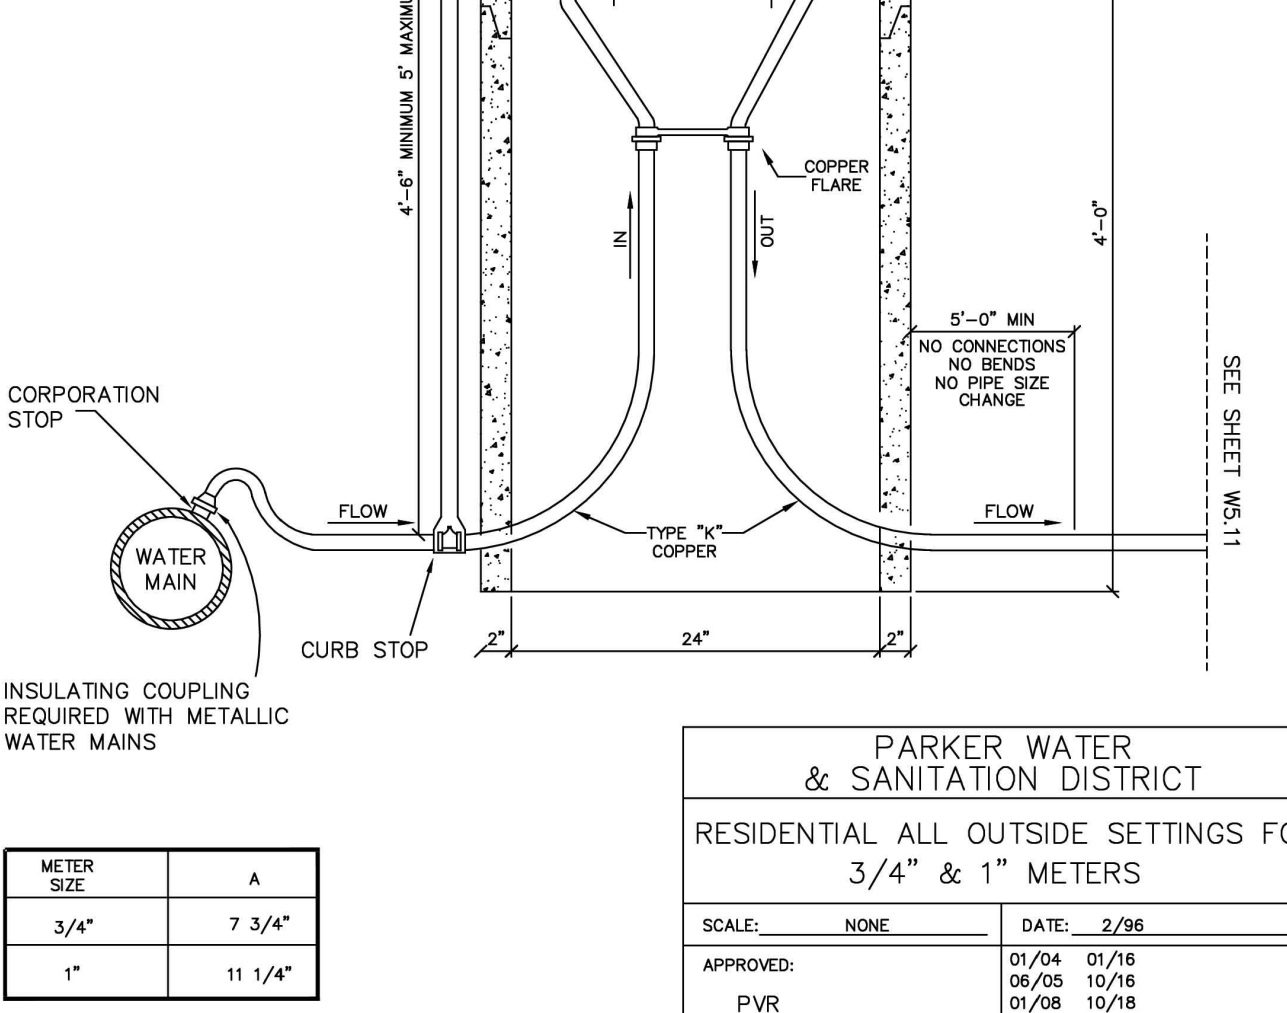 4'-6" MINIMUM 5'
COPPER
FLARE
IN
OUT
4'-0"
5'-0" MIN
NO CONNECTIONS
NO BENDS
NO PIPE SIZE
CHANGE
SEE SHEET W5.11
CORPORATION
STOP
FLOW
FLOW
TYPE "K"
COPPER
WATER
MAIN
CURB STOP
2"
24"
2"
INSULATING COUPLING
REQUIRED WITH METALLIC
WATER MAINS
PARKER WATER
& SANITATION DISTRICT
RESIDENTIAL ALL OUTSIDE SETTINGS
3/4" & 1" METERS
METER
SIZE
A
3/4"
7 3/4"
1"
11 1/4"
SCALE: NONE
DATE: 2/96
APPROVED:
PVR
01/04 01/16
06/05 10/16
01/08 10/18